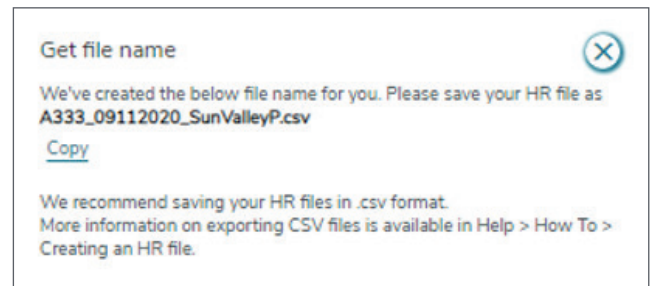 Get file name
We've created the below file name for you. Please save your HR file as
A333_09112020_SunValleyP.csv
Copy
We recommend saving your HR files in .csv format.
More information on exporting CSV files is available in Help > How To >
Creating an HR file.